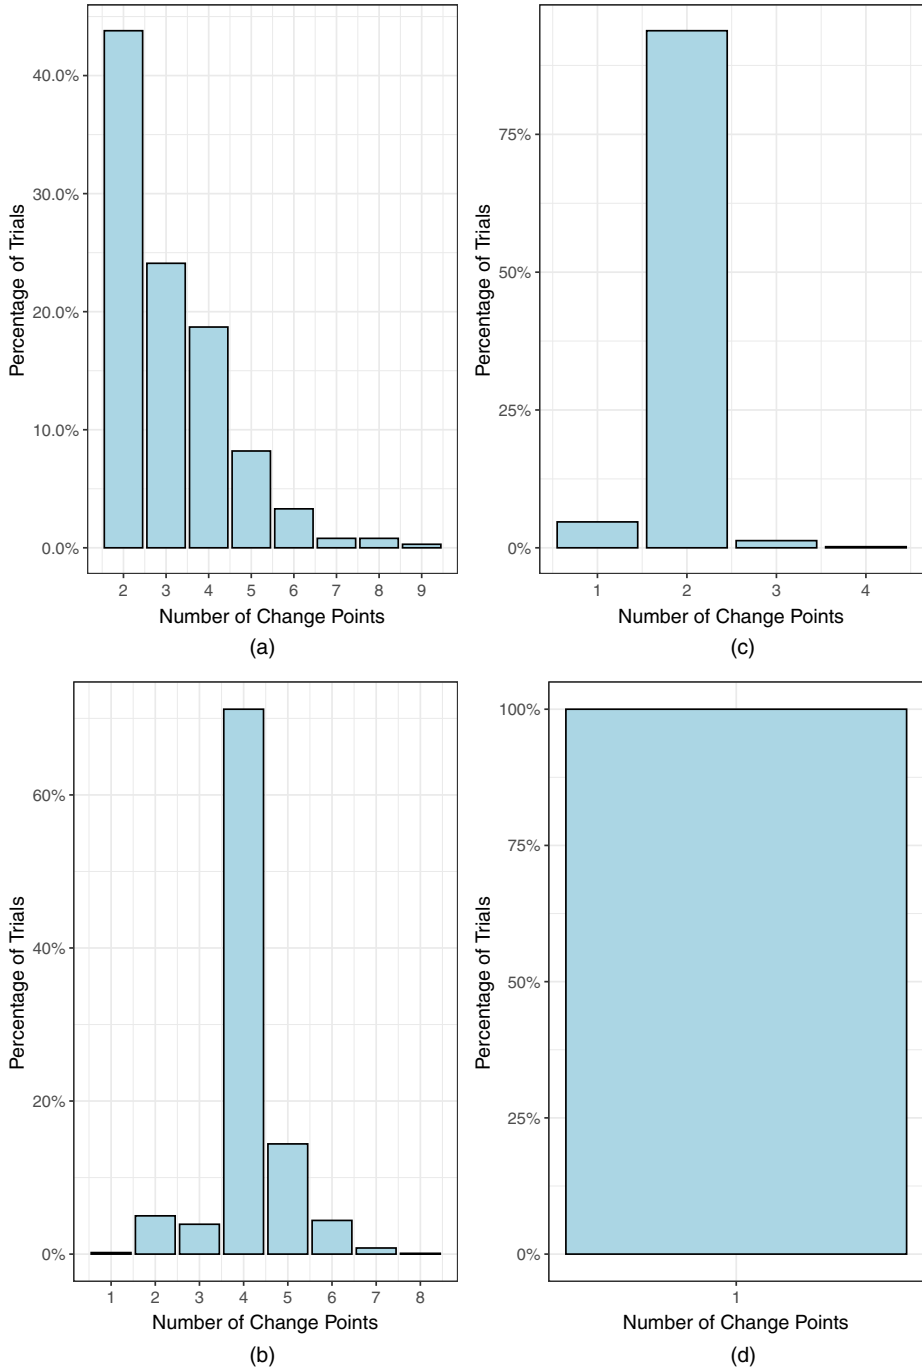 Percentage of Trials
40.0%
30.0%
20.0%
10.0%
0.0%
2 3 4 5 6 7 8 9
Number of Change Points
(a)
Percentage of Trials
75%
50%
25%
0%
1 2 3 4
Number of Change Points
(c)
Percentage of Trials
60%
40%
20%
0%
1 2 3 4 5 6 7 8
Number of Change Points
(b)
Percentage of Trials
100%
75%
50%
25%
0%
1
Number of Change Points
(d)